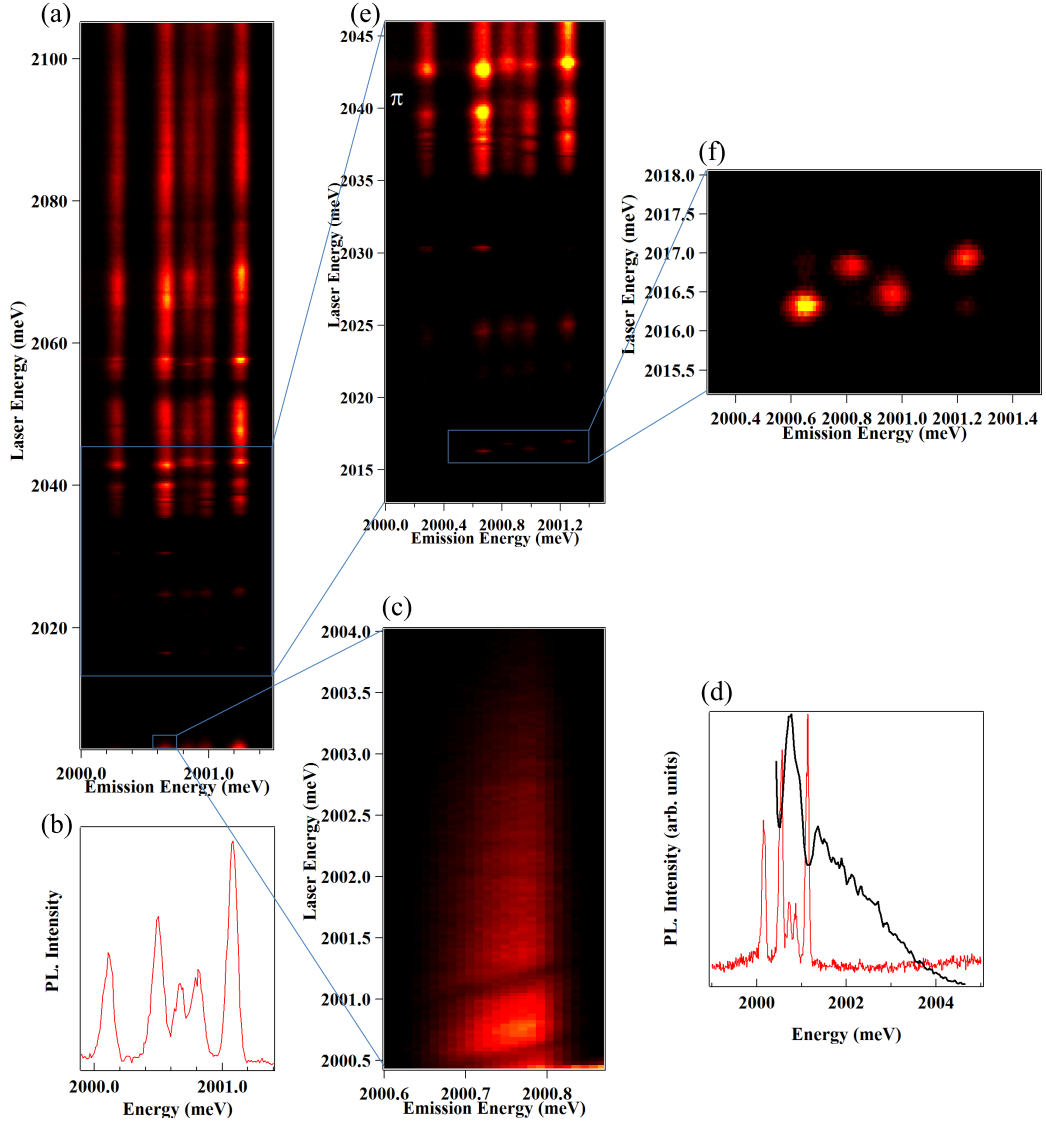 (a)
2100
2080
2060
2040
2020
Laser Energy (meV)
2000.0
2001.0
Emission Energy (meV)
(e)
2045
2040
2035
2030
2025
2020
2015
π
Laser Energy (meV)
2000.0
2000.4
2000.8
2001.2
Emission Energy (meV)
(f)
2018.0
2017.5
2017.0
2016.5
2016.0
2015.5
Laser Energy (meV)
2000.4
2000.6
2000.8
2001.0
2001.2
2001.4
Emission Energy (meV)
(b)
PL. Intensity
2000.0
2001.0
Energy (meV)
(c)
2004.0
2003.5
2003.0
2002.5
2002.0
2001.5
2001.0
2000.5
Laser Energy (meV)
2000.6
2000.7
2000.8
Emission Energy (meV)
(d)
PL. Intensity (arb. units)
2000
2002
2004
Energy (meV)